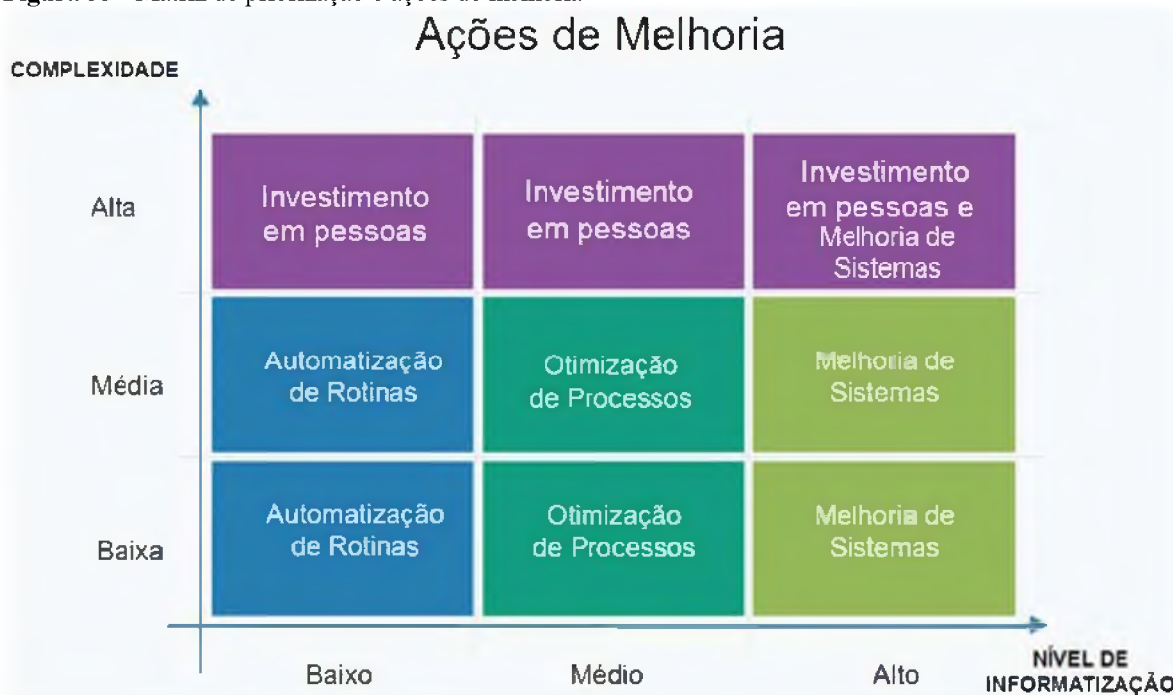 Ações de Melhoria
COMPLEXIDADE
Alta
Investimento
em pessoas
Investimento
em pessoas
Investimento
em pessoas e
Melhoria de
Sistemas
Média
Automatização
de Rotinas
Otimização
de Processos
Melhoria de
Sistemas
Baixa
Automatização
de Rotinas
Otimização
de Processos
Melhoria de
Sistemas
Baixo
Médio
Alto
NÍVEL DE
INFORMATIZAÇÃO